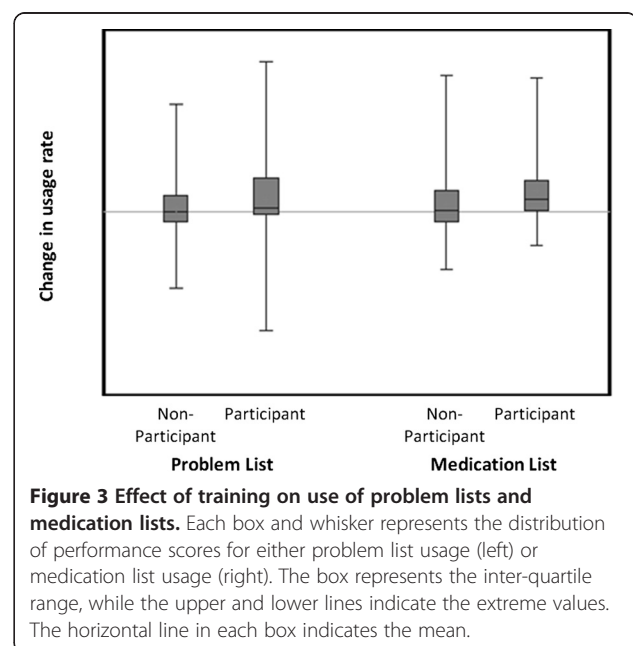 Change in usage rate
Non-
Participant
Participant
Non-
Participant
Participant
Problem List
Medication List
Figure 3 Effect of training on use of problem lists and
medication lists. Each box and whisker represents the distribution
of performance scores for either problem list usage (left) or
medication list usage (right). The box represents the inter-quartile
range, while the upper and lower lines indicate the extreme values.
The horizontal line in each box indicates the mean.